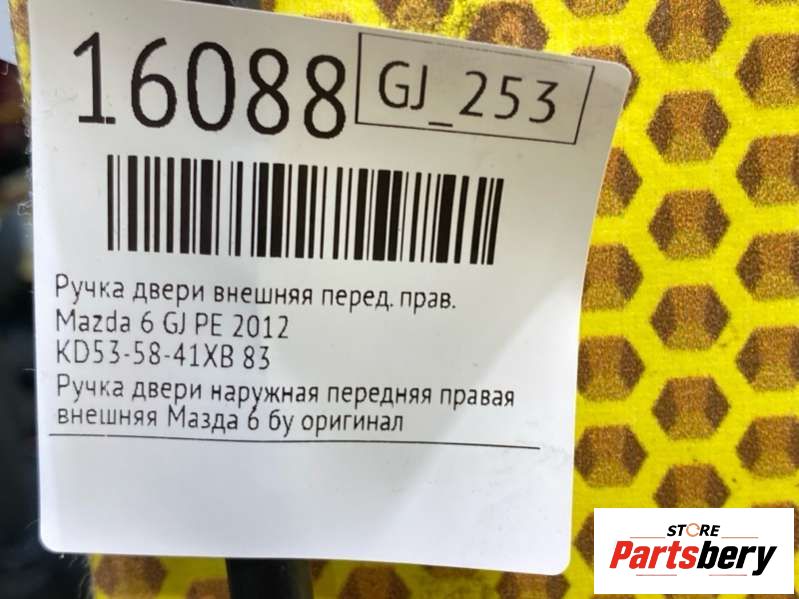 16088
GJ_253
Ручка двери внешняя перед. прав.
Mazda 6 GJ PE 2012
KD53-58-41XB 83
Ручка двери наружная передняя правая
внешняя Мазда 6 бу оригинал
STORE
Partsbery